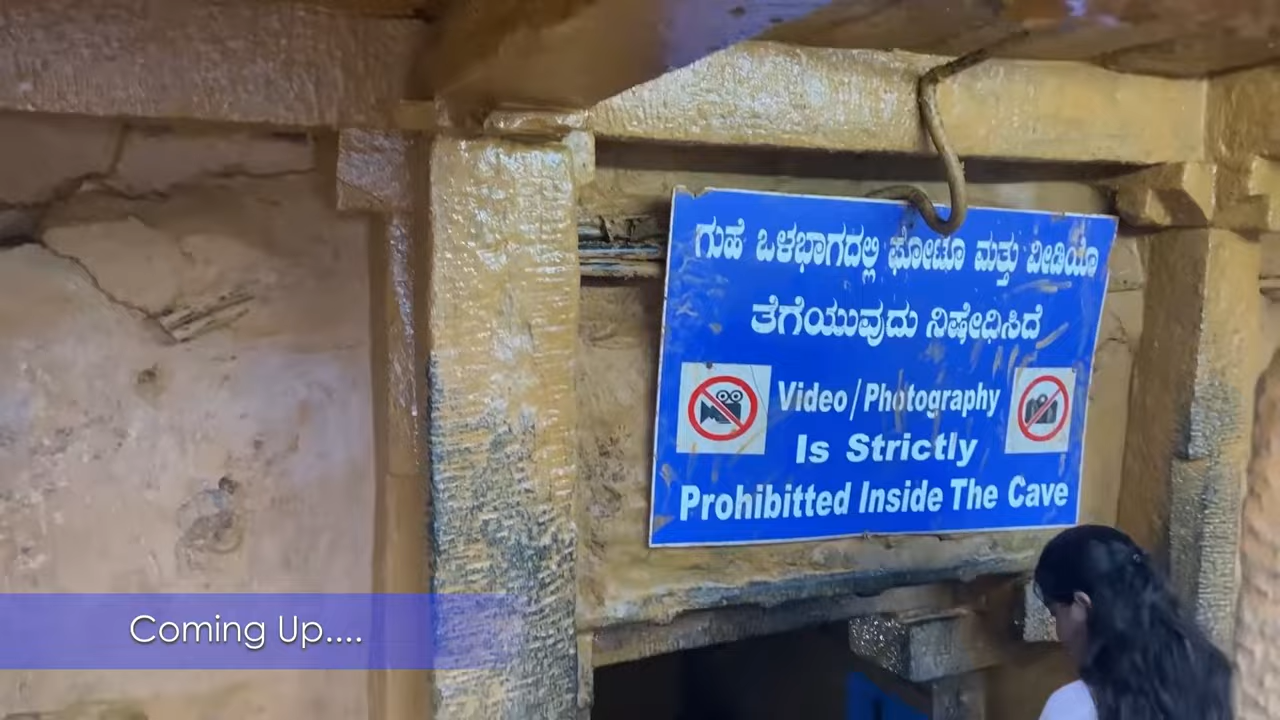 ಗುಹೆ ಒಳಭಾಗದಲ್ಲಿ ಫೋಟೂ ಮತ್ತು ವೀಡಿಯೊ
ತೆಗೆಯುವುದು ನಿಷೇಧಿಸಿದೆ
Video/Photography
Is Strictly
Prohibitted Inside The Cave
Coming Up....